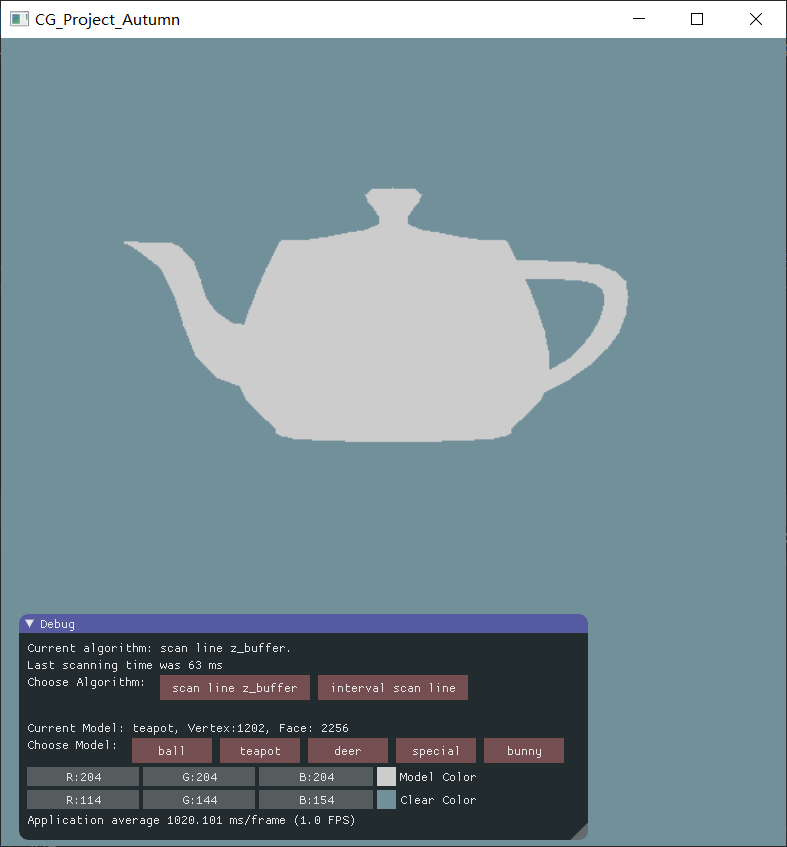 CG_Project_Autumn
Debug
Current algorithm: scan line z_buffer.
Last scanning time was 63 ms
Choose Algorithm: scan line z_buffer interval scan line
Current Model: teapot, Vertex:1202, Face: 2256
Choose Model: ball teapot deer special bunny
R:204 G:204 B:204 Model Color
R:114 G:144 B:154 Clear Color
Application average 1020.101 ms/frame (1.0 FPS)